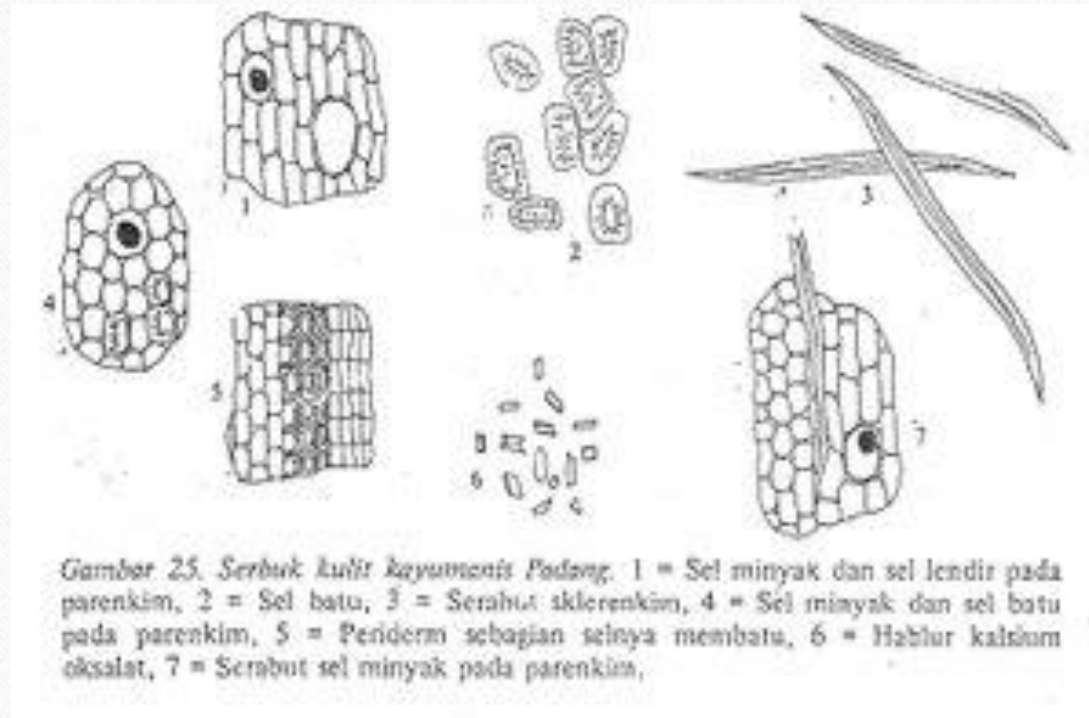 1
2
3
4
5
6
7
Gambar 25. Serbuk kulit kayumanis Padang. 1 = Sel minyak dan sel lendir pada
parenkim, 2 = Sel batu, 3 = Serabut sklerenkim, 4 = Sel minyak dan sel batu
pada parenkim, 5 = Periderm sebagian selnya membatu, 6 = Hablur kalsium
oksalat, 7 = Serabut sel minyak pada parenkim.